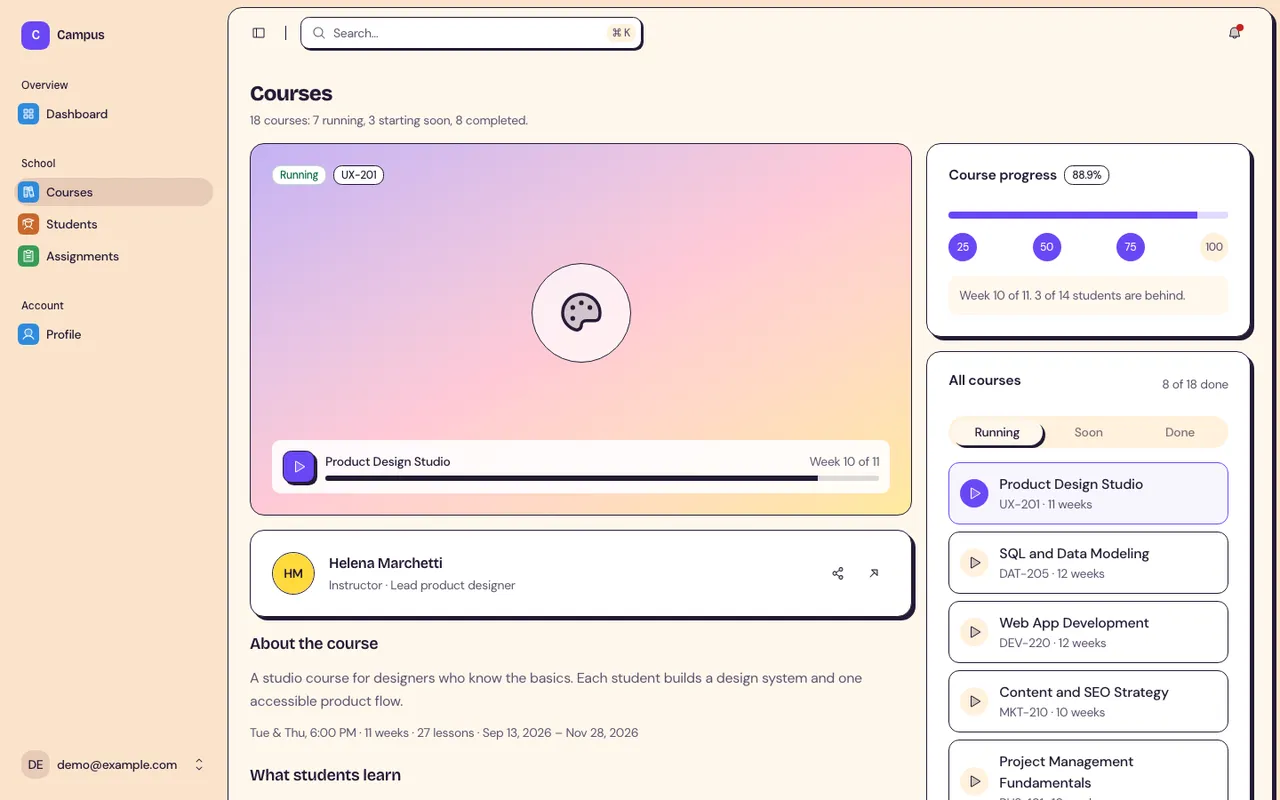 C Campus
Overview
Dashboard
School
Courses
Students
Assignments
Account
Profile
DE demo@example.com
Search...
⌘ K
Courses
18 courses: 7 running, 3 starting soon, 8 completed.
Running UX-201
Product Design Studio Week 10 of 11
HM
Helena Marchetti
Instructor · Lead product designer
About the course
A studio course for designers who know the basics. Each student builds a design system and one
accessible product flow.
Tue & Thu, 6:00 PM · 11 weeks · 27 lessons · Sep 13, 2026 – Nov 28, 2026
What students learn
Course progress 88.9%
25 50 75 100
Week 10 of 11. 3 of 14 students are behind.
All courses 8 of 18 done
Running Soon Done
Product Design Studio
UX-201 · 11 weeks
SQL and Data Modeling
DAT-205 · 12 weeks
Web App Development
DEV-220 · 12 weeks
Content and SEO Strategy
MKT-210 · 10 weeks
Project Management
Fundamentals